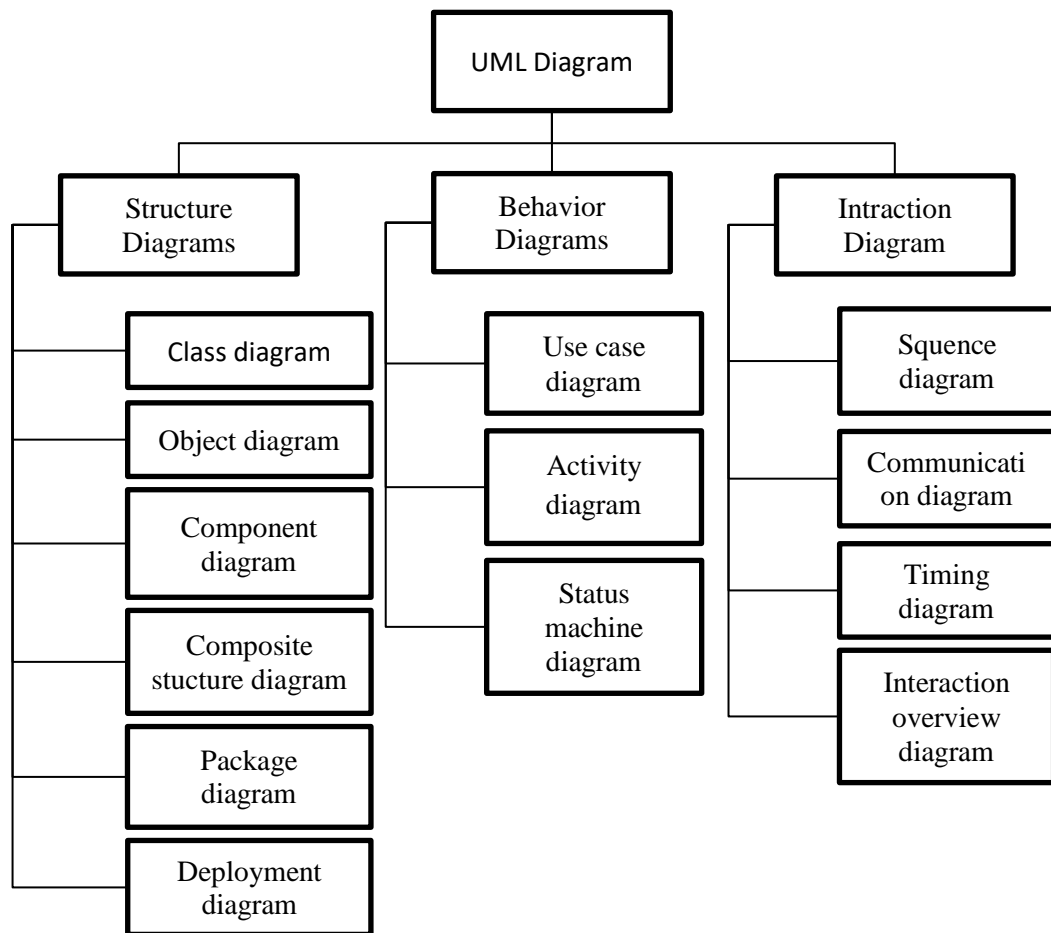 UML Diagram
Structure
Diagrams
Behavior
Diagrams
Intraction
Diagram
Class diagram
Object diagram
Component
diagram
Composite
stucture diagram
Package
diagram
Deployment
diagram
Use case
diagram
Activity
diagram
Status
machine
diagram
Squence
diagram
Communicati
on diagram
Timing
diagram
Interaction
overview
diagram